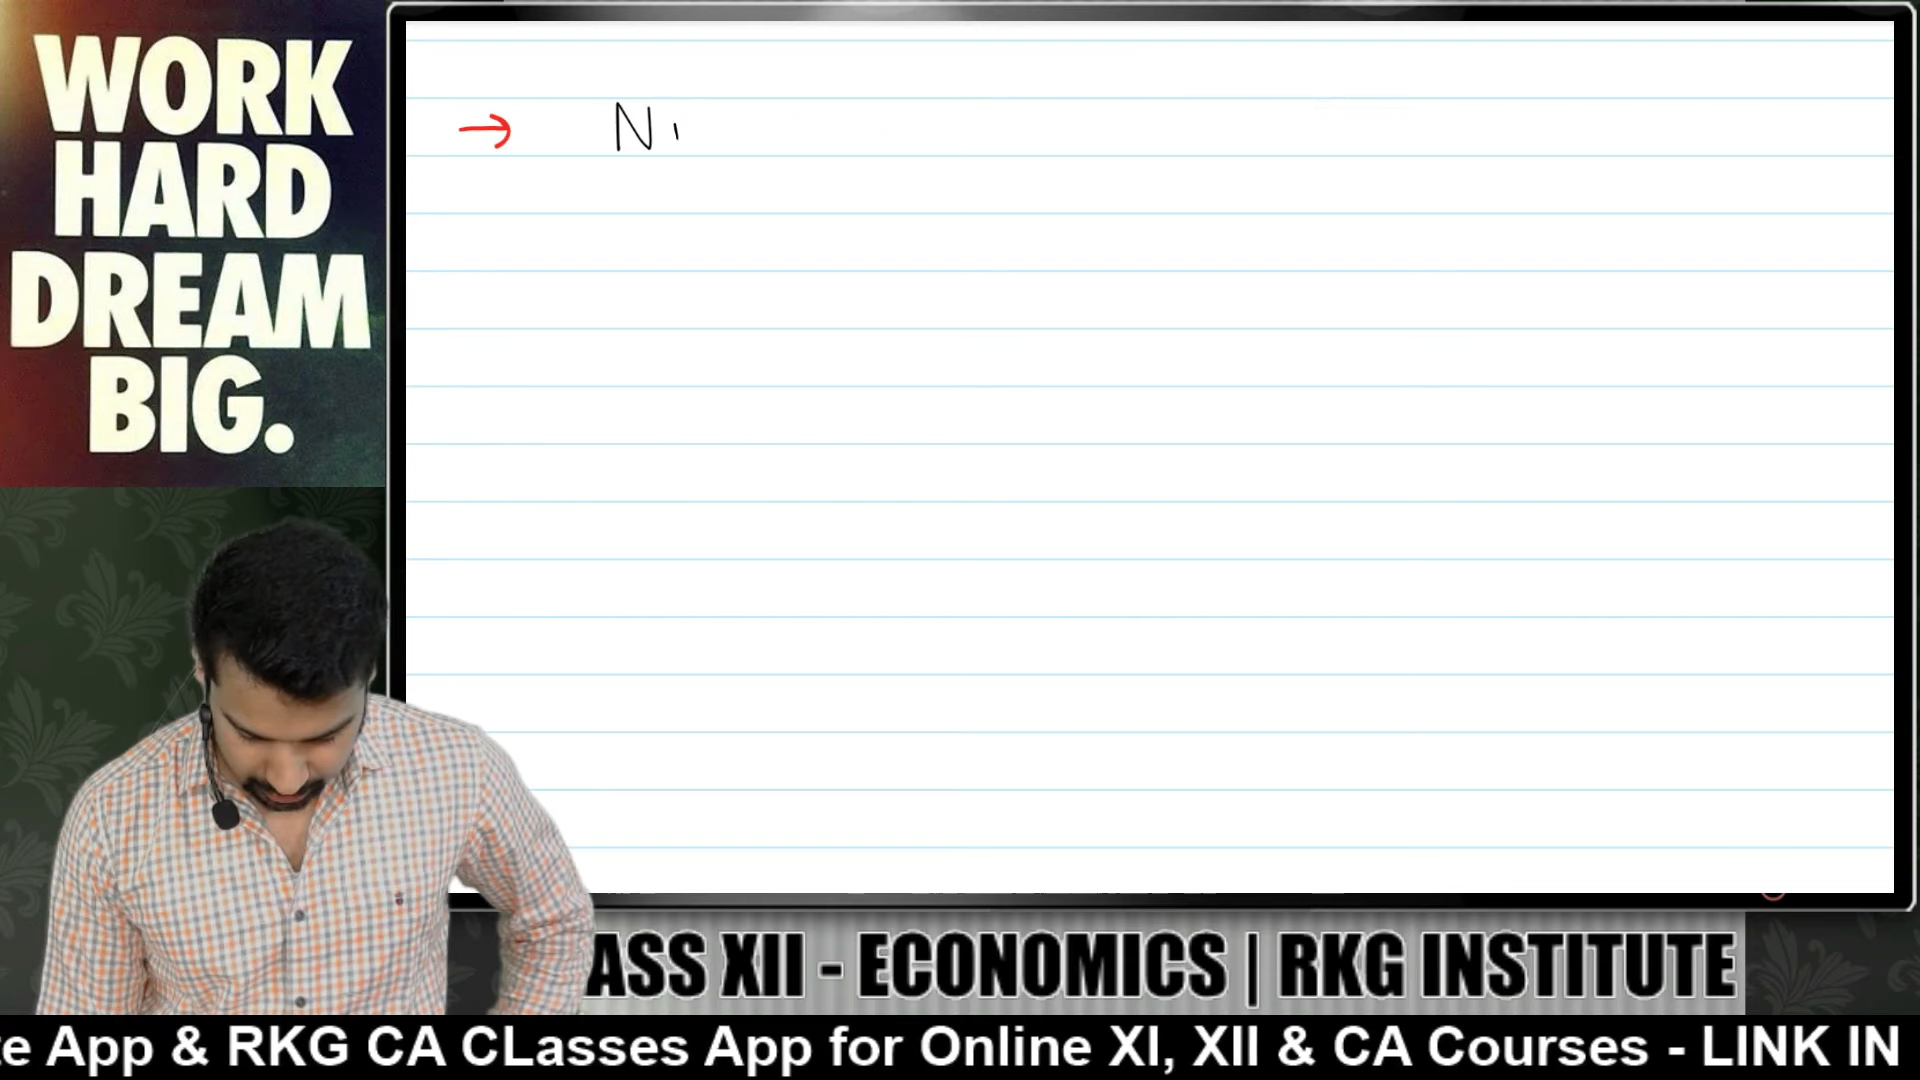 WORK
HARD
DREAM
BIG.
→ N
ASS XII - ECONOMICS | RKG INSTITUTE
te App & RKG CA CLasses App for Online XI, XII & CA Courses - LINK IN